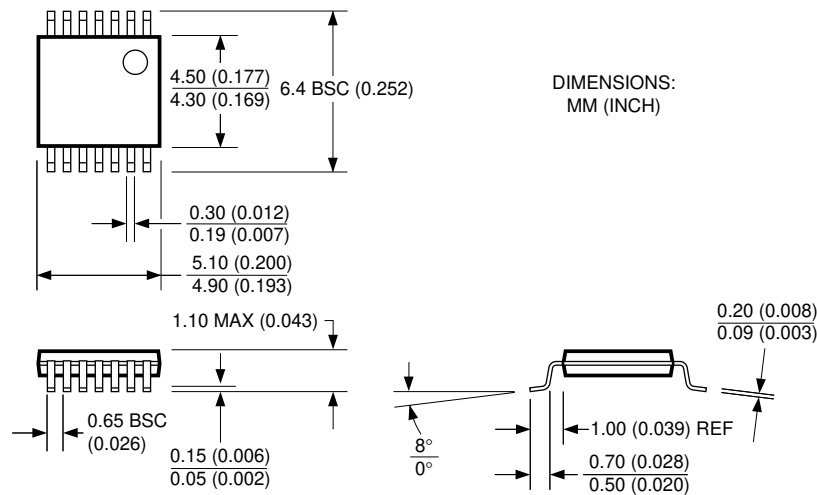 4.50 (0.177)
4.30 (0.169)
6.4 BSC (0.252)
DIMENSIONS:
MM (INCH)
0.30 (0.012)
0.19 (0.007)
5.10 (0.200)
4.90 (0.193)
1.10 MAX (0.043)
0.20 (0.008)
0.09 (0.003)
0.65 BSC
(0.026)
0.15 (0.006)
0.05 (0.002)
8°
0°
1.00 (0.039) REF
0.70 (0.028)
0.50 (0.020)